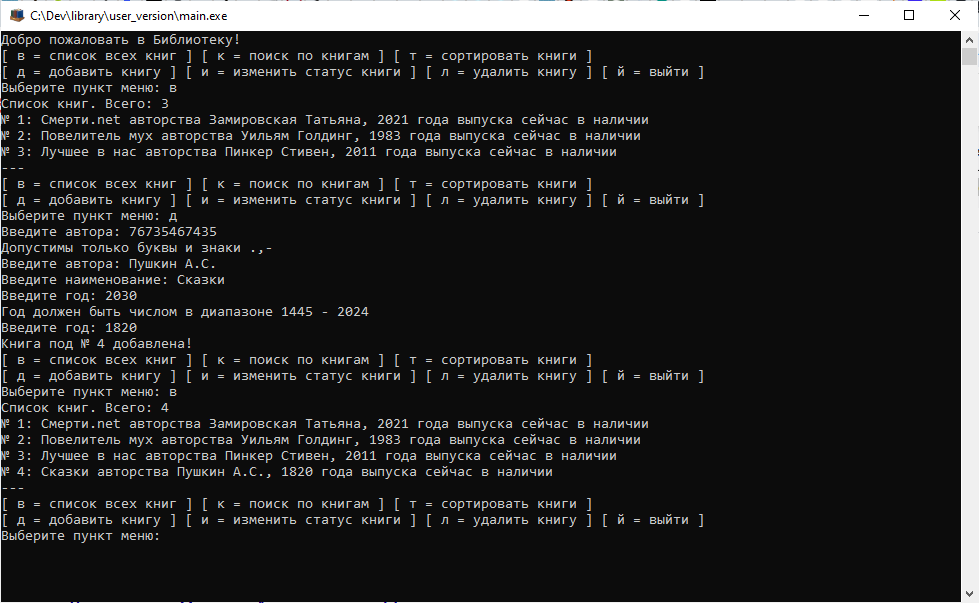 C:\Dev\library\user_version\main.exe
Добро пожаловать в Библиотеку!
[ в = список всех книг ] [ к = поиск по книгам ] [ т = сортировать книги ]
[ д = добавить книгу ] [ и = изменить статус книги ] [ л = удалить книгу ] [ й = выйти ]
Выберите пункт меню: в
Список книг. Всего: 3
№ 1: Смерти.net авторства Замировская Татьяна, 2021 года выпуска сейчас в наличии
№ 2: Повелитель мух авторства Уильям Голдинг, 1983 года выпуска сейчас в наличии
№ 3: Лучшее в нас авторства Пинкер Стивен, 2011 года выпуска сейчас в наличии
---
[ в = список всех книг ] [ к = поиск по книгам ] [ т = сортировать книги ]
[ д = добавить книгу ] [ и = изменить статус книги ] [ л = удалить книгу ] [ й = выйти ]
Выберите пункт меню: д
Введите автора: 76735467435
Допустимы только буквы и знаки .,-
Введите автора: Пушкин А.С.
Введите наименование: Сказки
Введите год: 2030
Год должен быть числом в диапазоне 1445 - 2024
Введите год: 1820
Книга под № 4 добавлена!
[ в = список всех книг ] [ к = поиск по книгам ] [ т = сортировать книги ]
[ д = добавить книгу ] [ и = изменить статус книги ] [ л = удалить книгу ] [ й = выйти ]
Выберите пункт меню: в
Список книг. Всего: 4
№ 1: Смерти.net авторства Замировская Татьяна, 2021 года выпуска сейчас в наличии
№ 2: Повелитель мух авторства Уильям Голдинг, 1983 года выпуска сейчас в наличии
№ 3: Лучшее в нас авторства Пинкер Стивен, 2011 года выпуска сейчас в наличии
№ 4: Сказки авторства Пушкин А.С., 1820 года выпуска сейчас в наличии
---
[ в = список всех книг ] [ к = поиск по книгам ] [ т = сортировать книги ]
[ д = добавить книгу ] [ и = изменить статус книги ] [ л = удалить книгу ] [ й = выйти ]
Выберите пункт меню: